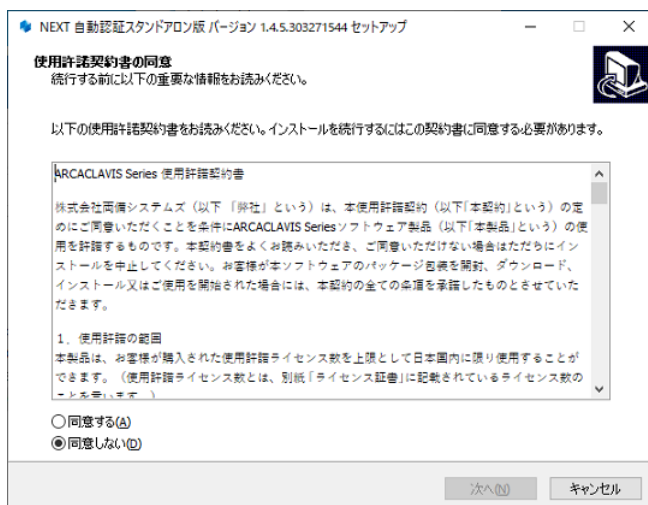 NEXT 自動認証スタンドアロン版 バージョン 1.4.5.303271544 セットアップ
使用許諾契約書の同意
続行する前に以下の重要な情報をお読みください。
以下の使用許諾契約書をお読みください。インストールを続行するにはこの契約書に同意する必要があります。
ARCACLAVIS Series 使用許諾契約書
株式会社両備システムズ（以下 「弊社」 という）は、本使用許諾契約（以下「本契約」という）の定
めにご同意いただくことを条件にARCACLAVIS Seriesソフトウェア製品（以下「本製品」という）の使
用を許諾するものです。本契約書をよくお読みいただき、ご同意いただけない場合はただちにイン
ストールを中止してください。お客様が本ソフトウェアのパッケージ包装を開封、ダウンロード、
インストール又はご使用を開始された場合には、本契約の全ての条項を承諾したものとさせていた
だきます。
１．使用許諾の範囲
本製品は、お客様が購入された使用許諾ライセンス数を上限として日本国内に限り使用することが
できます。（使用許諾ライセンス数とは、別紙「ライセンス証書」に記載されているライセンス数の
ことを言います。）
同意する(A)
同意しない(D)
次へ(N)
キャンセル